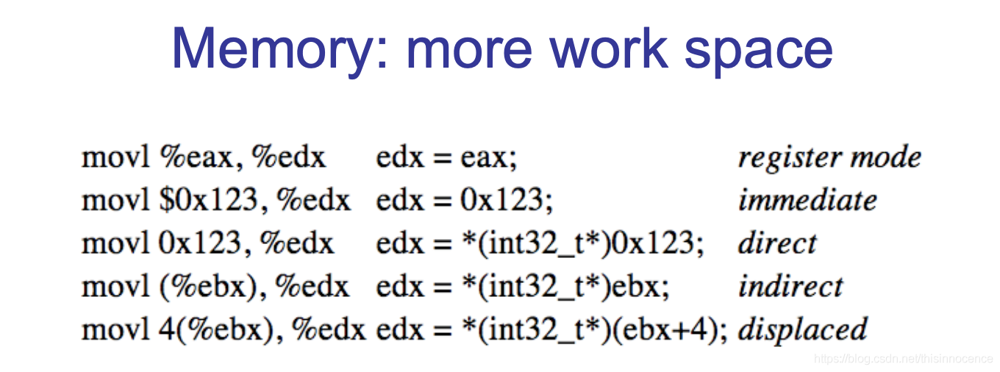 Memory: more work space
movl %eax, %edx edx = eax; register mode
movl $0x123, %edx edx = 0x123; immediate
movl 0x123, %edx edx = *(int32_t*)0x123; direct
movl (%ebx), %edx edx = *(int32_t*)ebx; indirect
movl 4(%ebx), %edx edx = *(int32_t*)(ebx+4); displaced
https://blog.csdn.net/thisinnocence